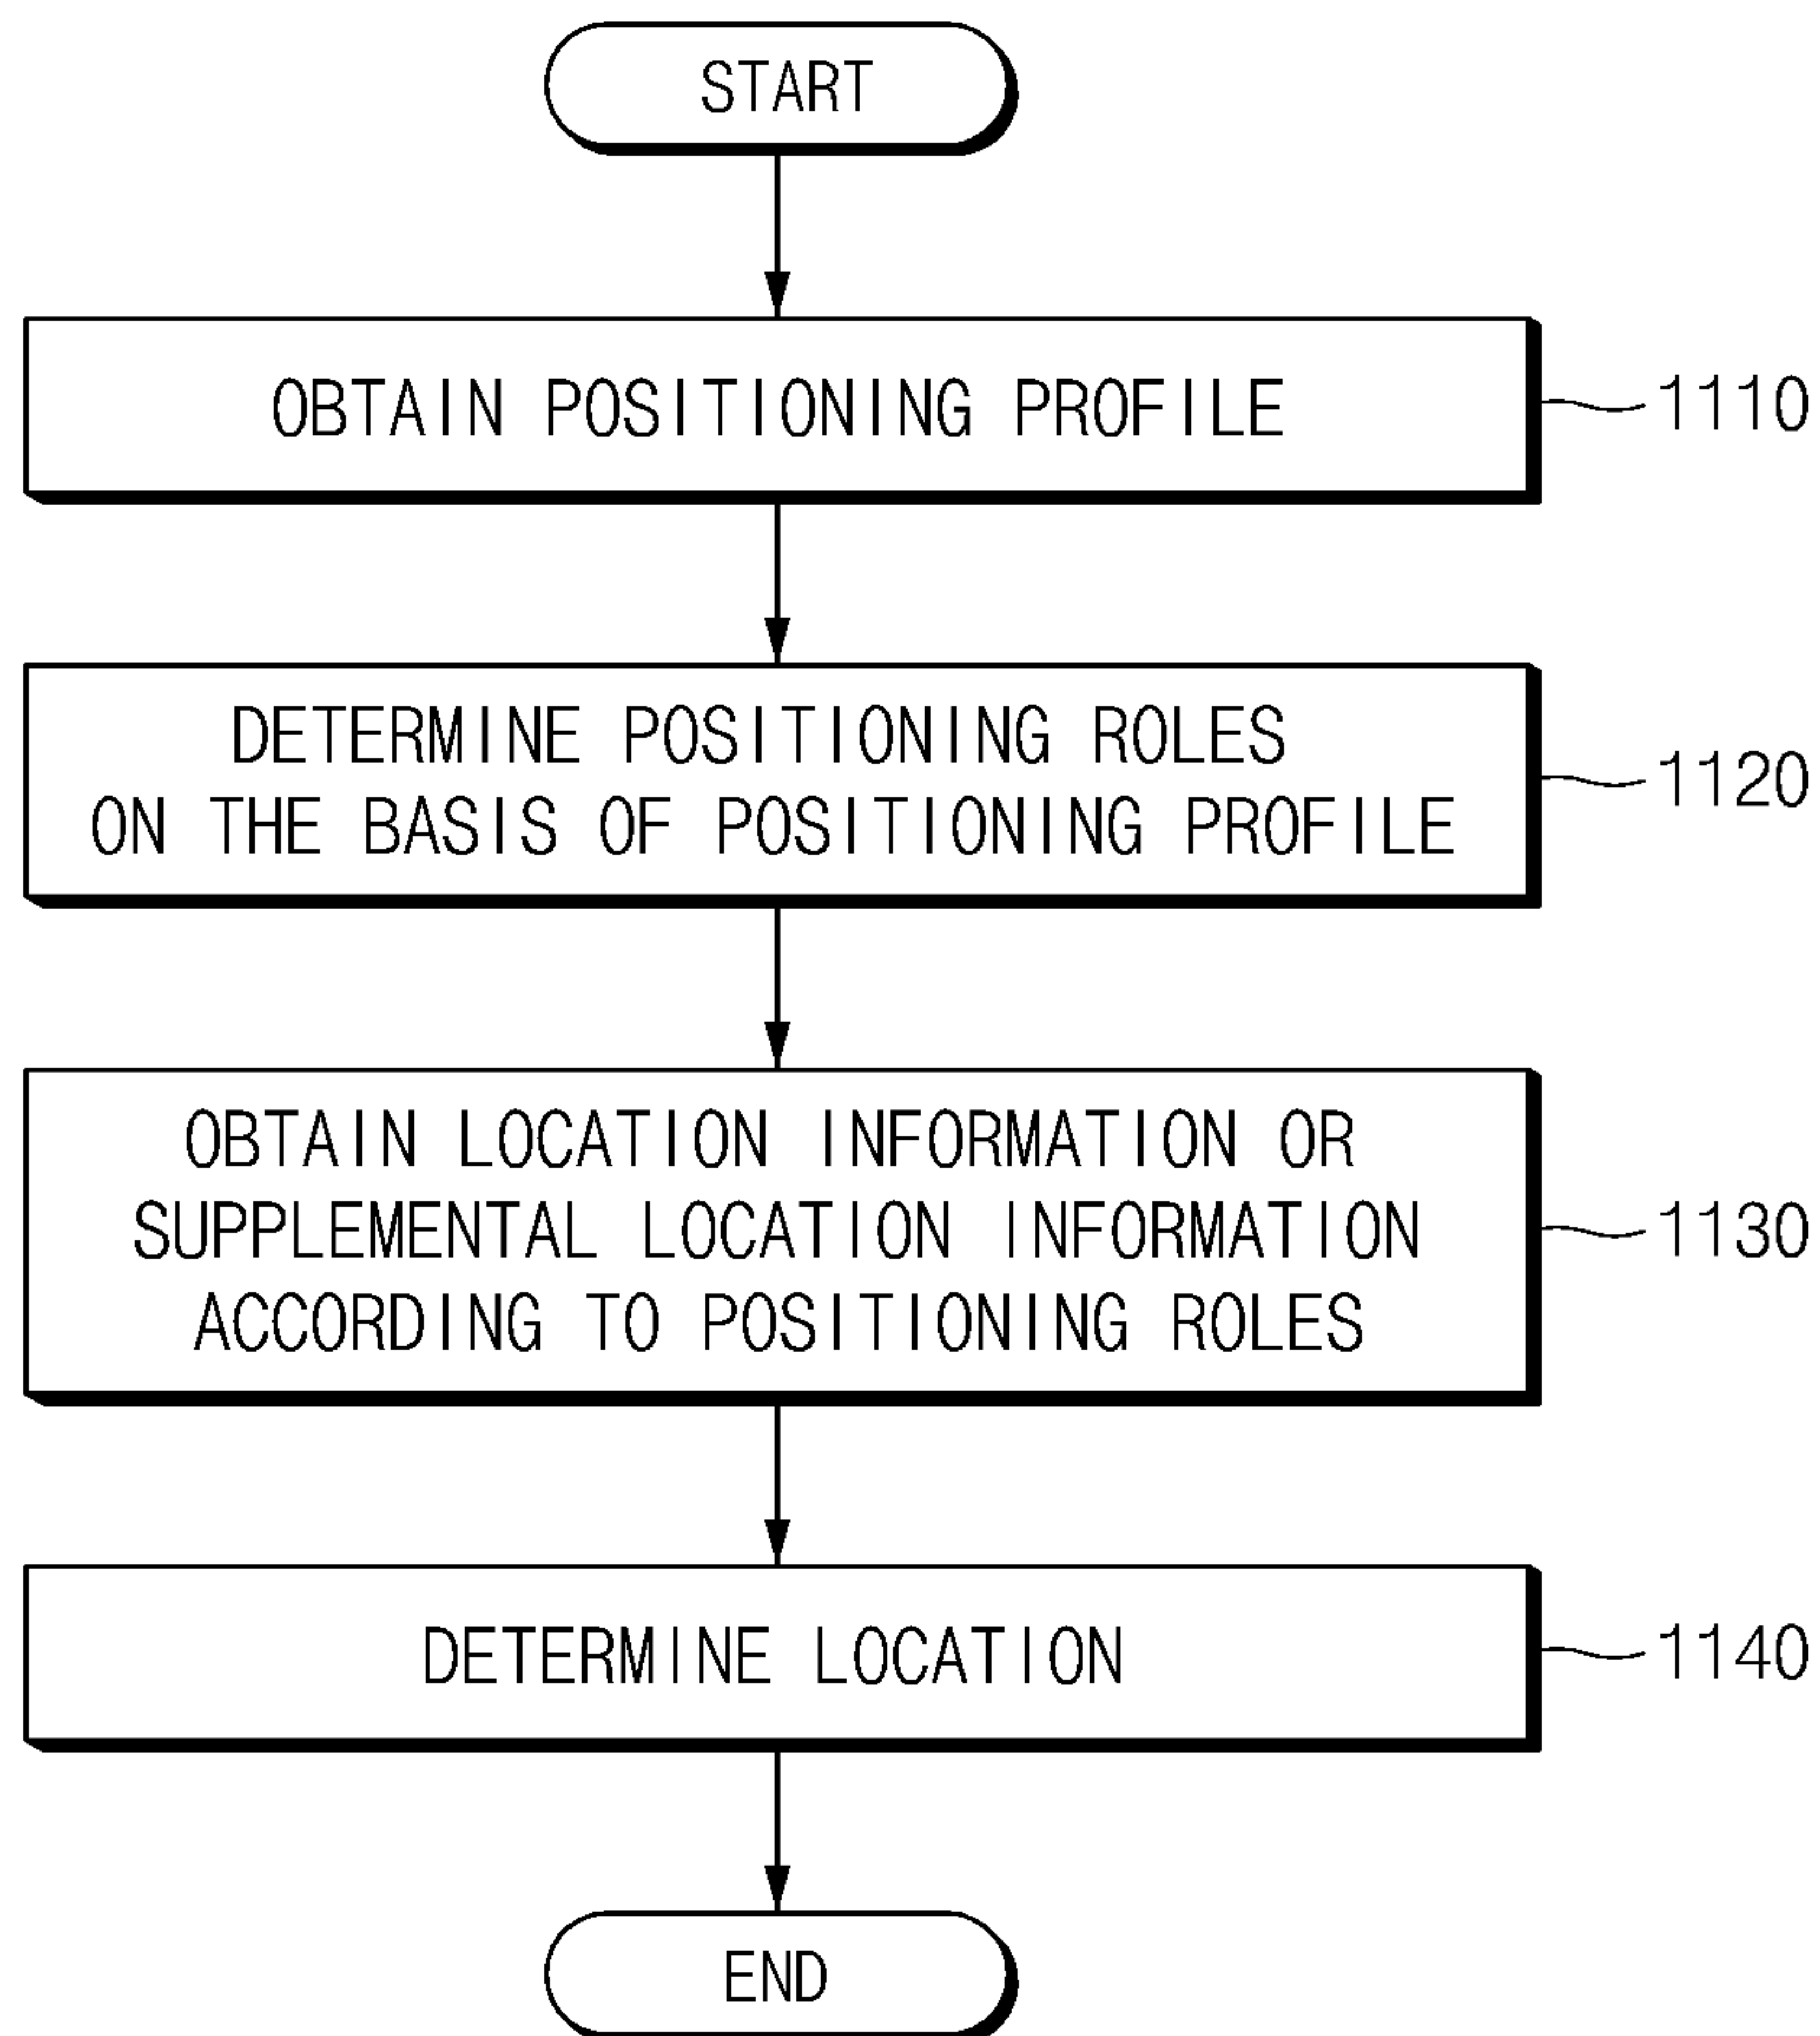 START
OBTAIN POSITIONING PROFILE
1110
DETERMINE POSITIONING ROLES
ON THE BASIS OF POSITIONING PROFILE
1120
OBTAIN LOCATION INFORMATION OR
SUPPLEMENTAL LOCATION INFORMATION
ACCORDING TO POSITIONING ROLES
1130
DETERMINE LOCATION
1140
END